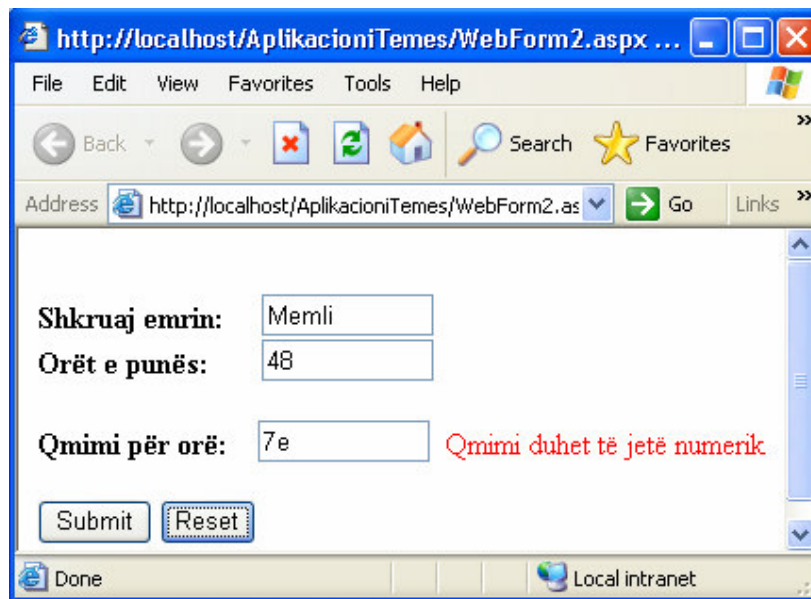 http://localhost/AplikacioniTemes/WebForm2.aspx ...
File Edit View Favorites Tools Help
Back Search Favorites
Address http://localhost/AplikacioniTemes/WebForm2.as Go Links
Shkruaj emrin: Memli
Orët e punës: 48
Qmimi për orë: 7e Qmimi duhet të jetë numerik
Submit Reset
Done Local intranet